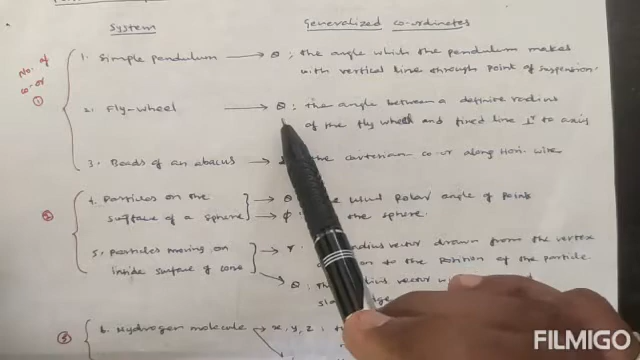 System Generalized co-ordinates
No. of
co-or
①
1. Simple pendulum → θ ; the angle which the pendulum makes
with vertical line through point of suspension.
2. Fly-wheel → θ ; the angle between a definite radius
of the fly wheel and fixed line ⊥r to axis
3. Beads of an abacus → the cartesian co-or along Hori. wire
②
4. Particles on the → θ usual Polar angle of point
surface of a sphere → φ the sphere.
5. Particles moving on → r vector drawn from the vertex
inside surface of cone to the position of the particle
θ ; vector
③
6. Hydrogen molecule → x, y, z ;
FILMIGO